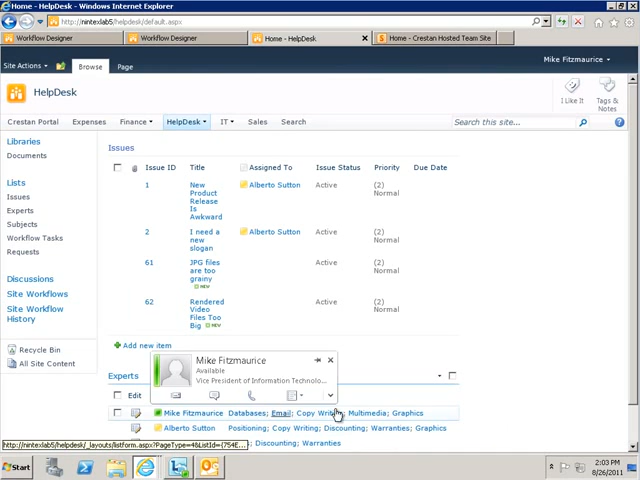 Home - HelpDesk - Windows Internet Explorer
http://nintexlab5/helpdesk/default.aspx
Workflow Designer
Workflow Designer
Home - HelpDesk
Home - Crestan Hosted Team Site
Site Actions
Browse
Page
Mike Fitzmaurice
HelpDesk
I Like It
Tags & Notes
Crestan Portal
Expenses
Finance
HelpDesk
IT
Sales
Search
Search this site...
Libraries
Documents
Lists
Issues
Experts
Subjects
Workflow Tasks
Requests
Discussions
Site Workflows
Site Workflow History
Recycle Bin
All Site Content
Issues
Issue ID Title Assigned To Issue Status Priority Due Date
1 New Product Release Is Awkward Alberto Sutton Active (2) Normal
2 I need a new slogan Alberto Sutton Active (2) Normal
61 JPG files are too grainy NEW Active (2) Normal
62 Rendered Video Files Too Big NEW Active (2) Normal
Add new item
Mike Fitzmaurice
Available
Vice President of Information Technolo...
Experts
Edit
Mike Fitzmaurice Databases; Email; Copy Writing; Multimedia; Graphics
Alberto Sutton Positioning; Copy Writing; Discounting; Warranties; Graphics
Discounting; Warranties
http://nintexlab5/helpdesk/_layouts/listform.aspx?PageType=4&ListId={754E...
Start
2:03 PM
8/26/2011